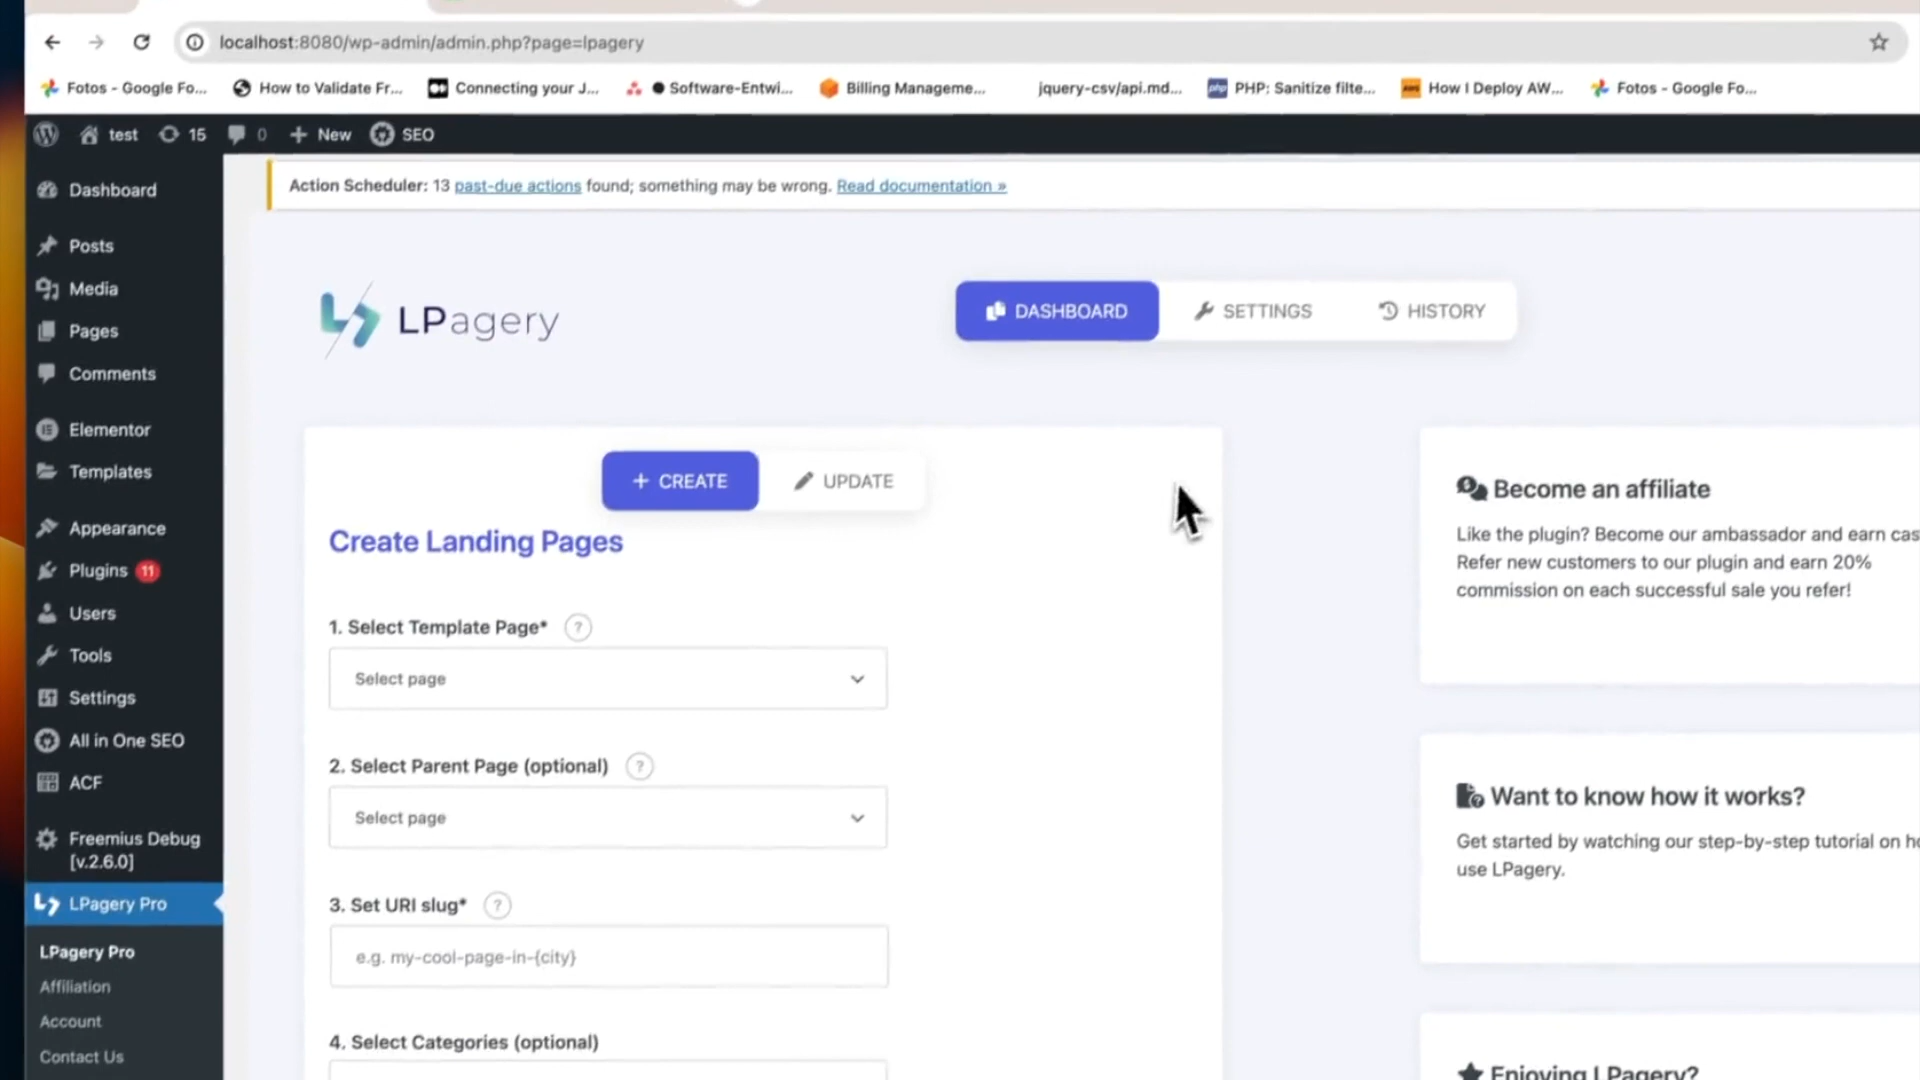 localhost:8080/wp-admin/admin.php?page=lpagery
Fotos - Google Fo...
How to Validate Fr...
Connecting your J...
Software-Entwi...
Billing Manageme...
jquery-csv/api.md...
PHP: Sanitize filte...
How I Deploy AW...
Fotos - Google Fo...
test
15
0
New
SEO
Action Scheduler: 13 past-due actions found; something may be wrong. Read documentation »
Dashboard
Posts
Media
Pages
Comments
Elementor
Templates
Appearance
Plugins 11
Users
Tools
Settings
All in One SEO
ACF
Freemius Debug
[v.2.6.0]
LPagery Pro
LPagery Pro
Affiliation
Account
Contact Us
LPagery
DASHBOARD
SETTINGS
HISTORY
+ CREATE
UPDATE
Create Landing Pages
1. Select Template Page* ?
Select page
2. Select Parent Page (optional) ?
Select page
3. Set URI slug* ?
e.g. my-cool-page-in-{city}
4. Select Categories (optional)
Become an affiliate
Like the plugin? Become our ambassador and earn cas
Refer new customers to our plugin and earn 20%
commission on each successful sale you refer!
Want to know how it works?
Get started by watching our step-by-step tutorial on ho
use LPagery.
Enjoying LPagery?